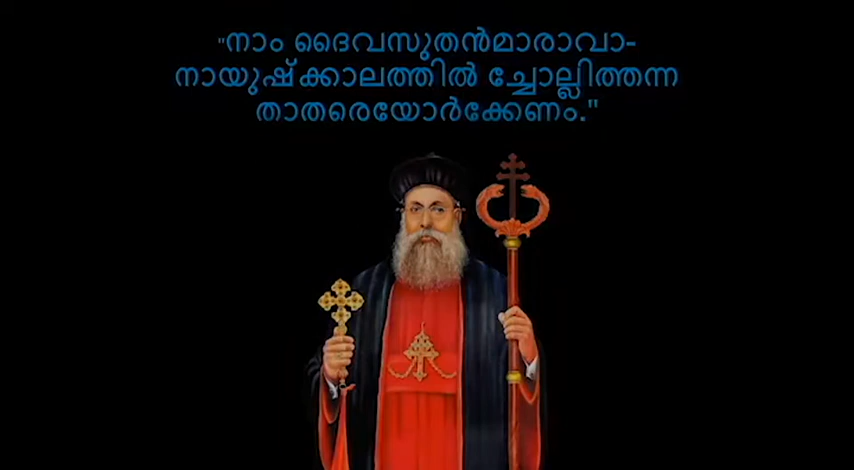 "നാം ദൈവസുതൻമാരാവാ-
നായുഷ്ക്കാലത്തിൽ ച്ചോല്ലിത്തന്ന
താതരെയോർക്കേണം."